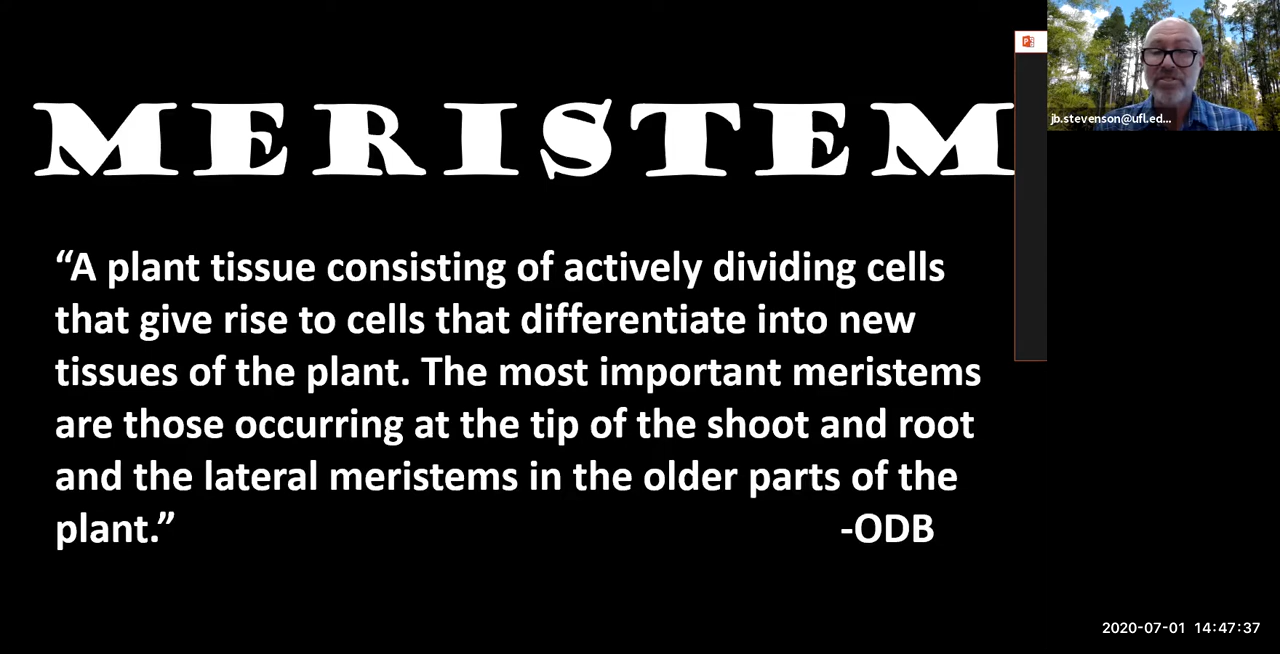 MERISTEM
“A plant tissue consisting of actively dividing cells
that give rise to cells that differentiate into new
tissues of the plant. The most important meristems
are those occurring at the tip of the shoot and root
and the lateral meristems in the older parts of the
plant.” -ODB
jb.stevenson@ufl.ed...
2020-07-01 14:47:37